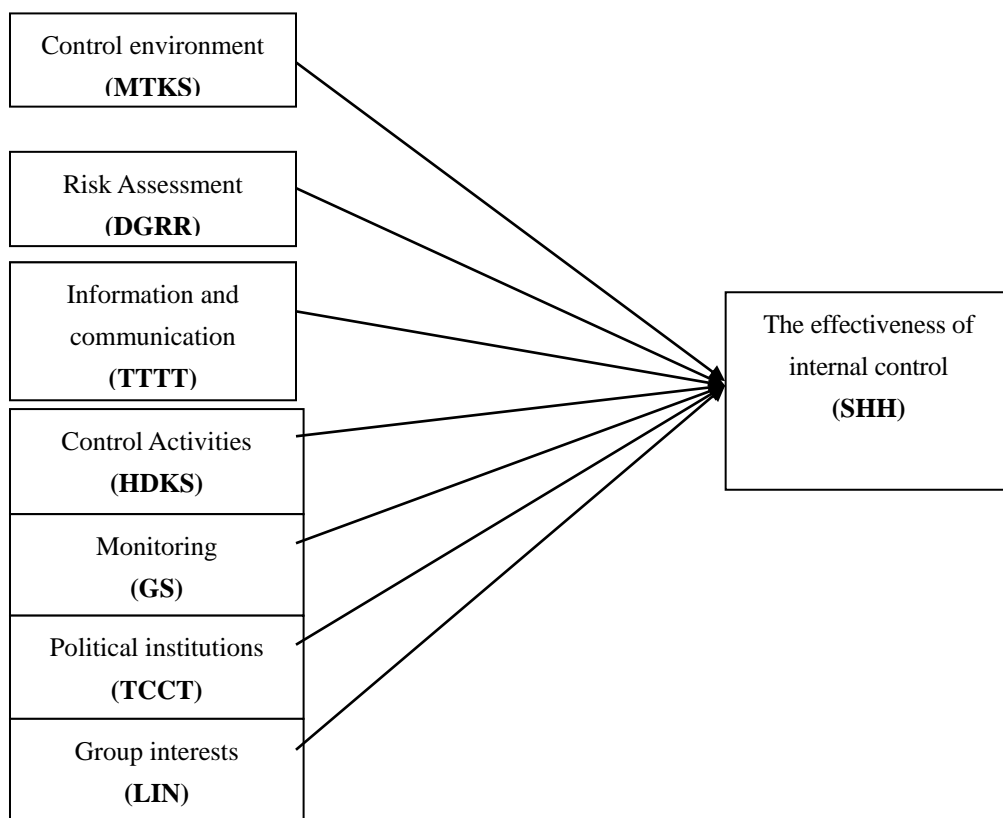 Control environment
(MTKS)
Risk Assessment
(DGRR)
Information and
communication
(TTTT)
Control Activities
(HDKS)
Monitoring
(GS)
Political institutions
(TCCT)
Group interests
(LIN)
The effectiveness of
internal control
(SHH)